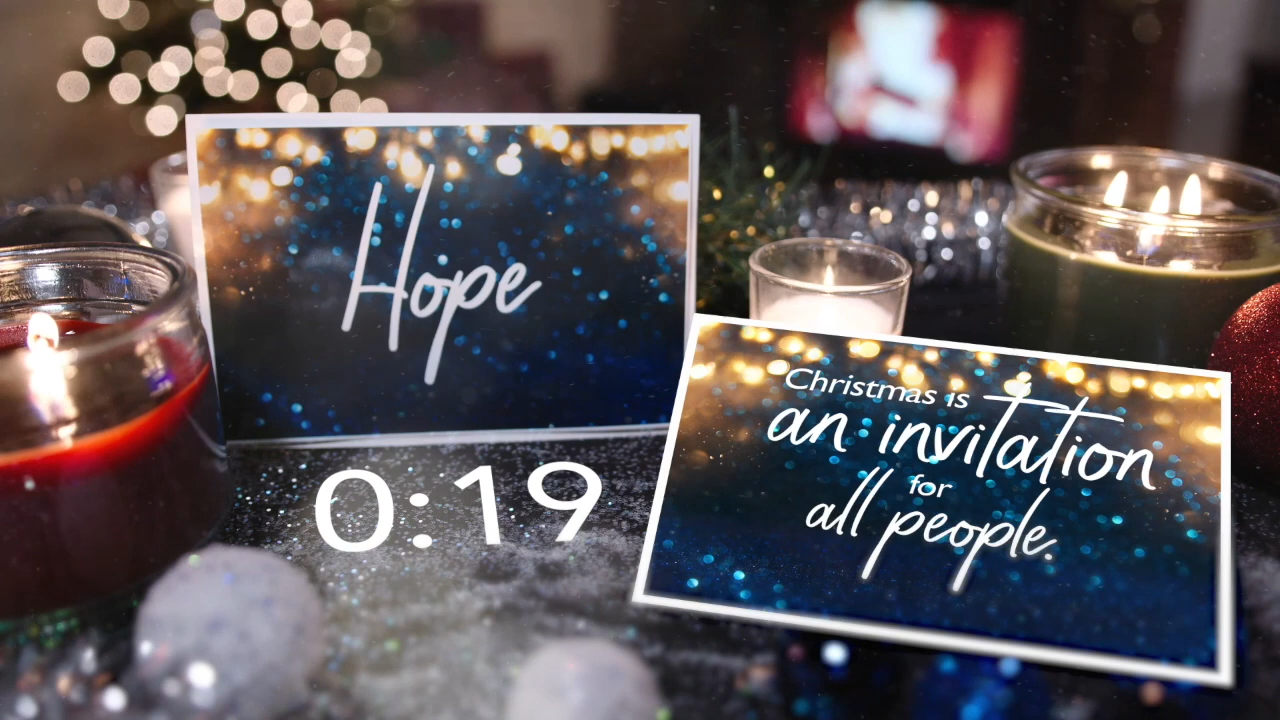 Hope
0:19
Christmas is
an invitation
for
all people.